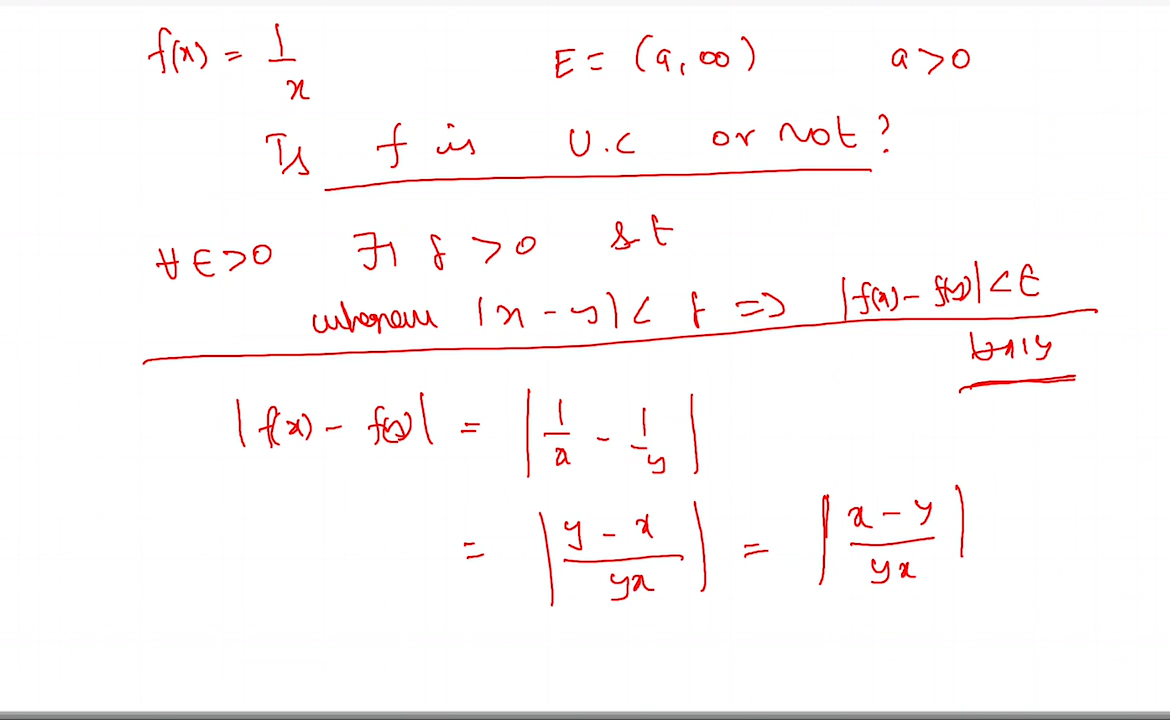 f(x) = 1/x E = (a, ∞) a > 0
Is f is U.C or not?
∀ ε > 0 ∃ δ > 0 s t
whenever |x - y| < δ ⇒ |f(x) - f(y)| < ε
∀ x, y
|f(x) - f(y)| = |1/x - 1/y|
= |y - x / yx| = |x - y / yx|